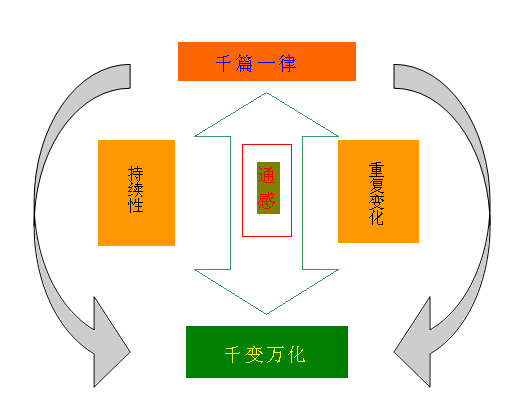 千篇一律
持续性
通感
重复变化
千变万化